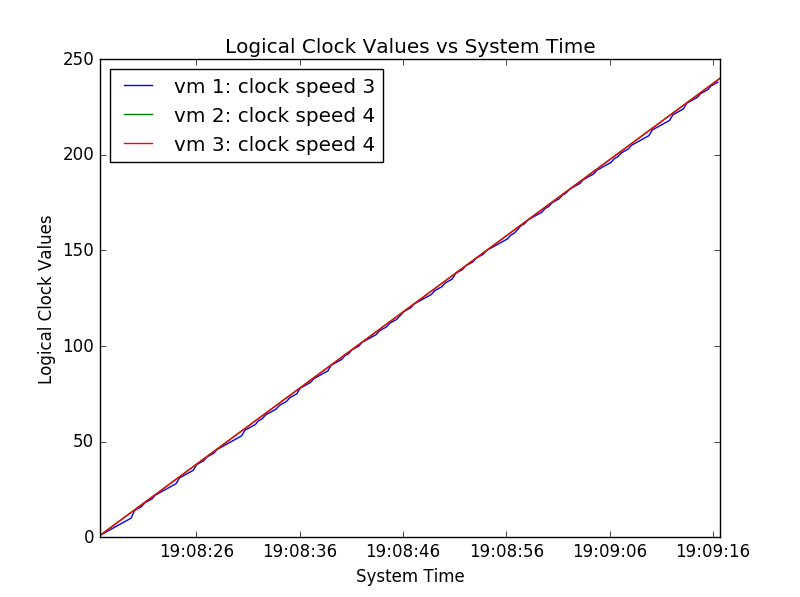 Logical Clock Values vs System Time
250
200
150
100
50
0
Logical Clock Values
vm 1: clock speed 3
vm 2: clock speed 4
vm 3: clock speed 4
19:08:26 19:08:36 19:08:46 19:08:56 19:09:06 19:09:16
System Time